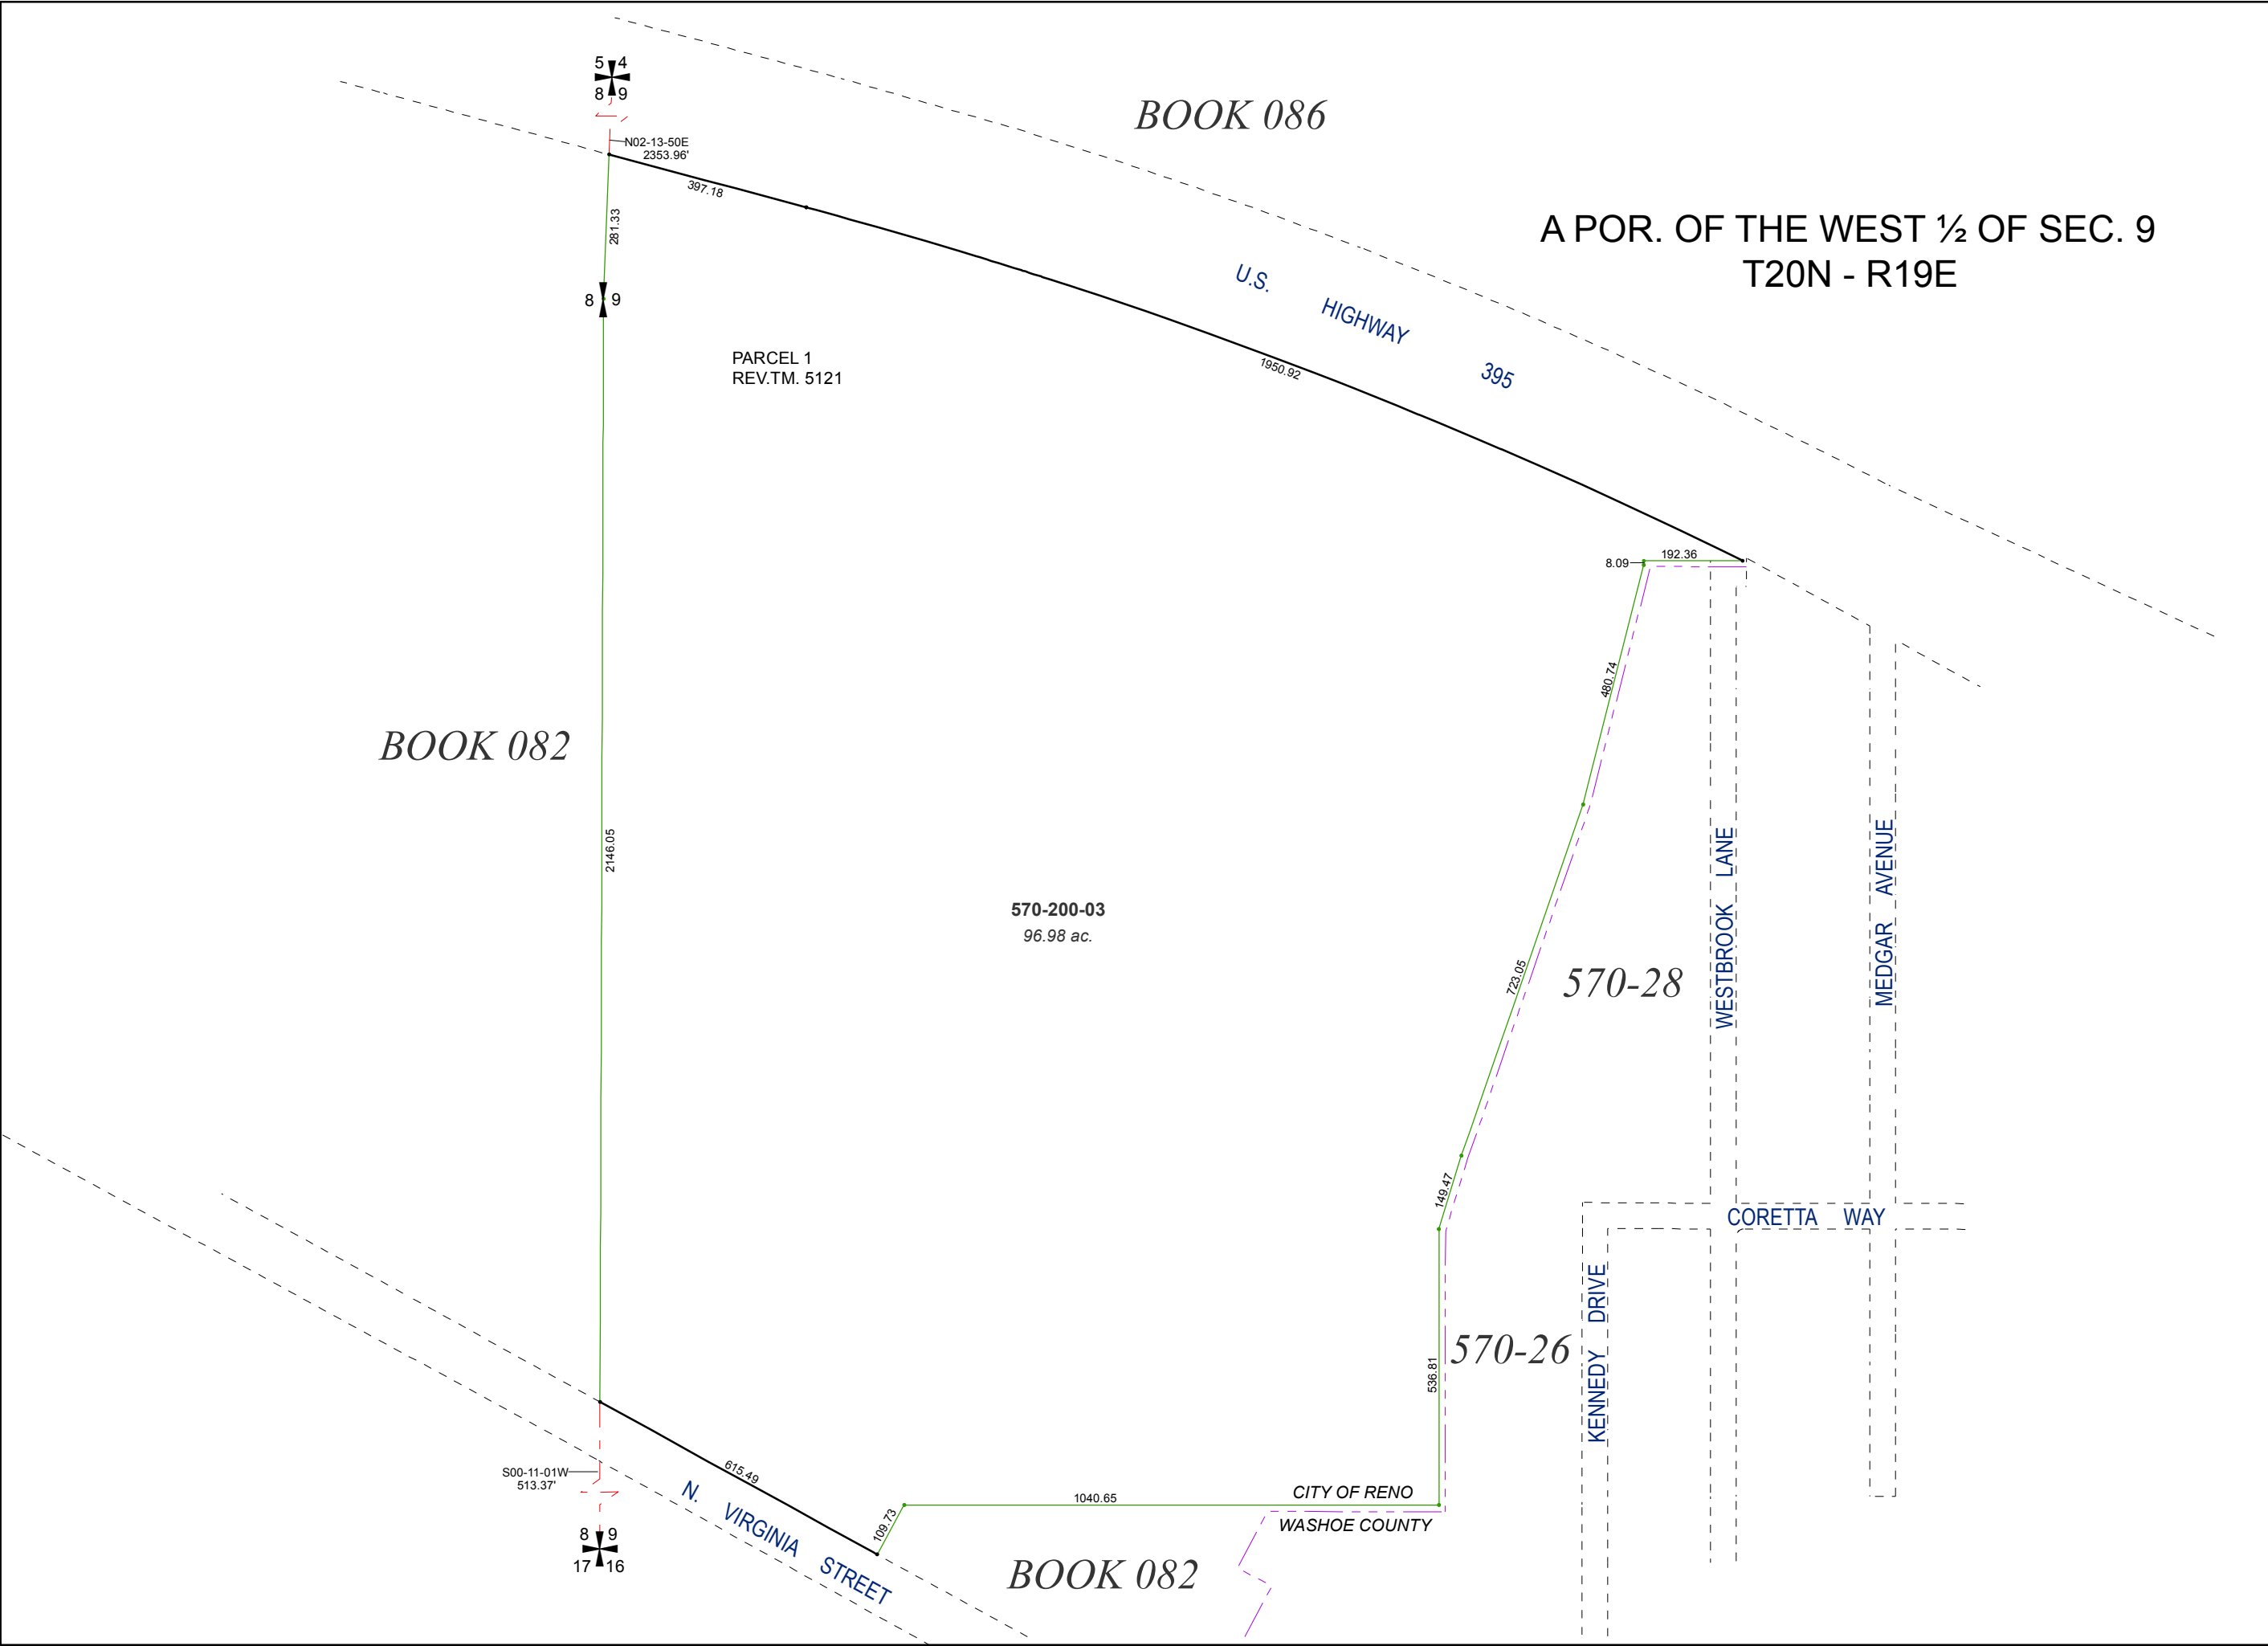 5 4
8 9
N02-13-50E
2353.96'
BOOK 086
397.18
281.33
A POR. OF THE WEST ½ OF SEC. 9
T20N - R19E
U.S. HIGHWAY 395
8 9
PARCEL 1
REV.TM. 5121
1950.92
192.36
8.09
480.74
BOOK 082
2146.05
WESTBROOK LANE
MEDGAR AVENUE
570-200-03
96.98 ac.
723.05
570-28
149.47
CORETTA WAY
KENNEDY DRIVE
570-26
536.81
S00-11-01W
513.37'
615.49
N. VIRGINIA STREET
109.73
1040.65
CITY OF RENO
WASHOE COUNTY
8 9
17 16
BOOK 082